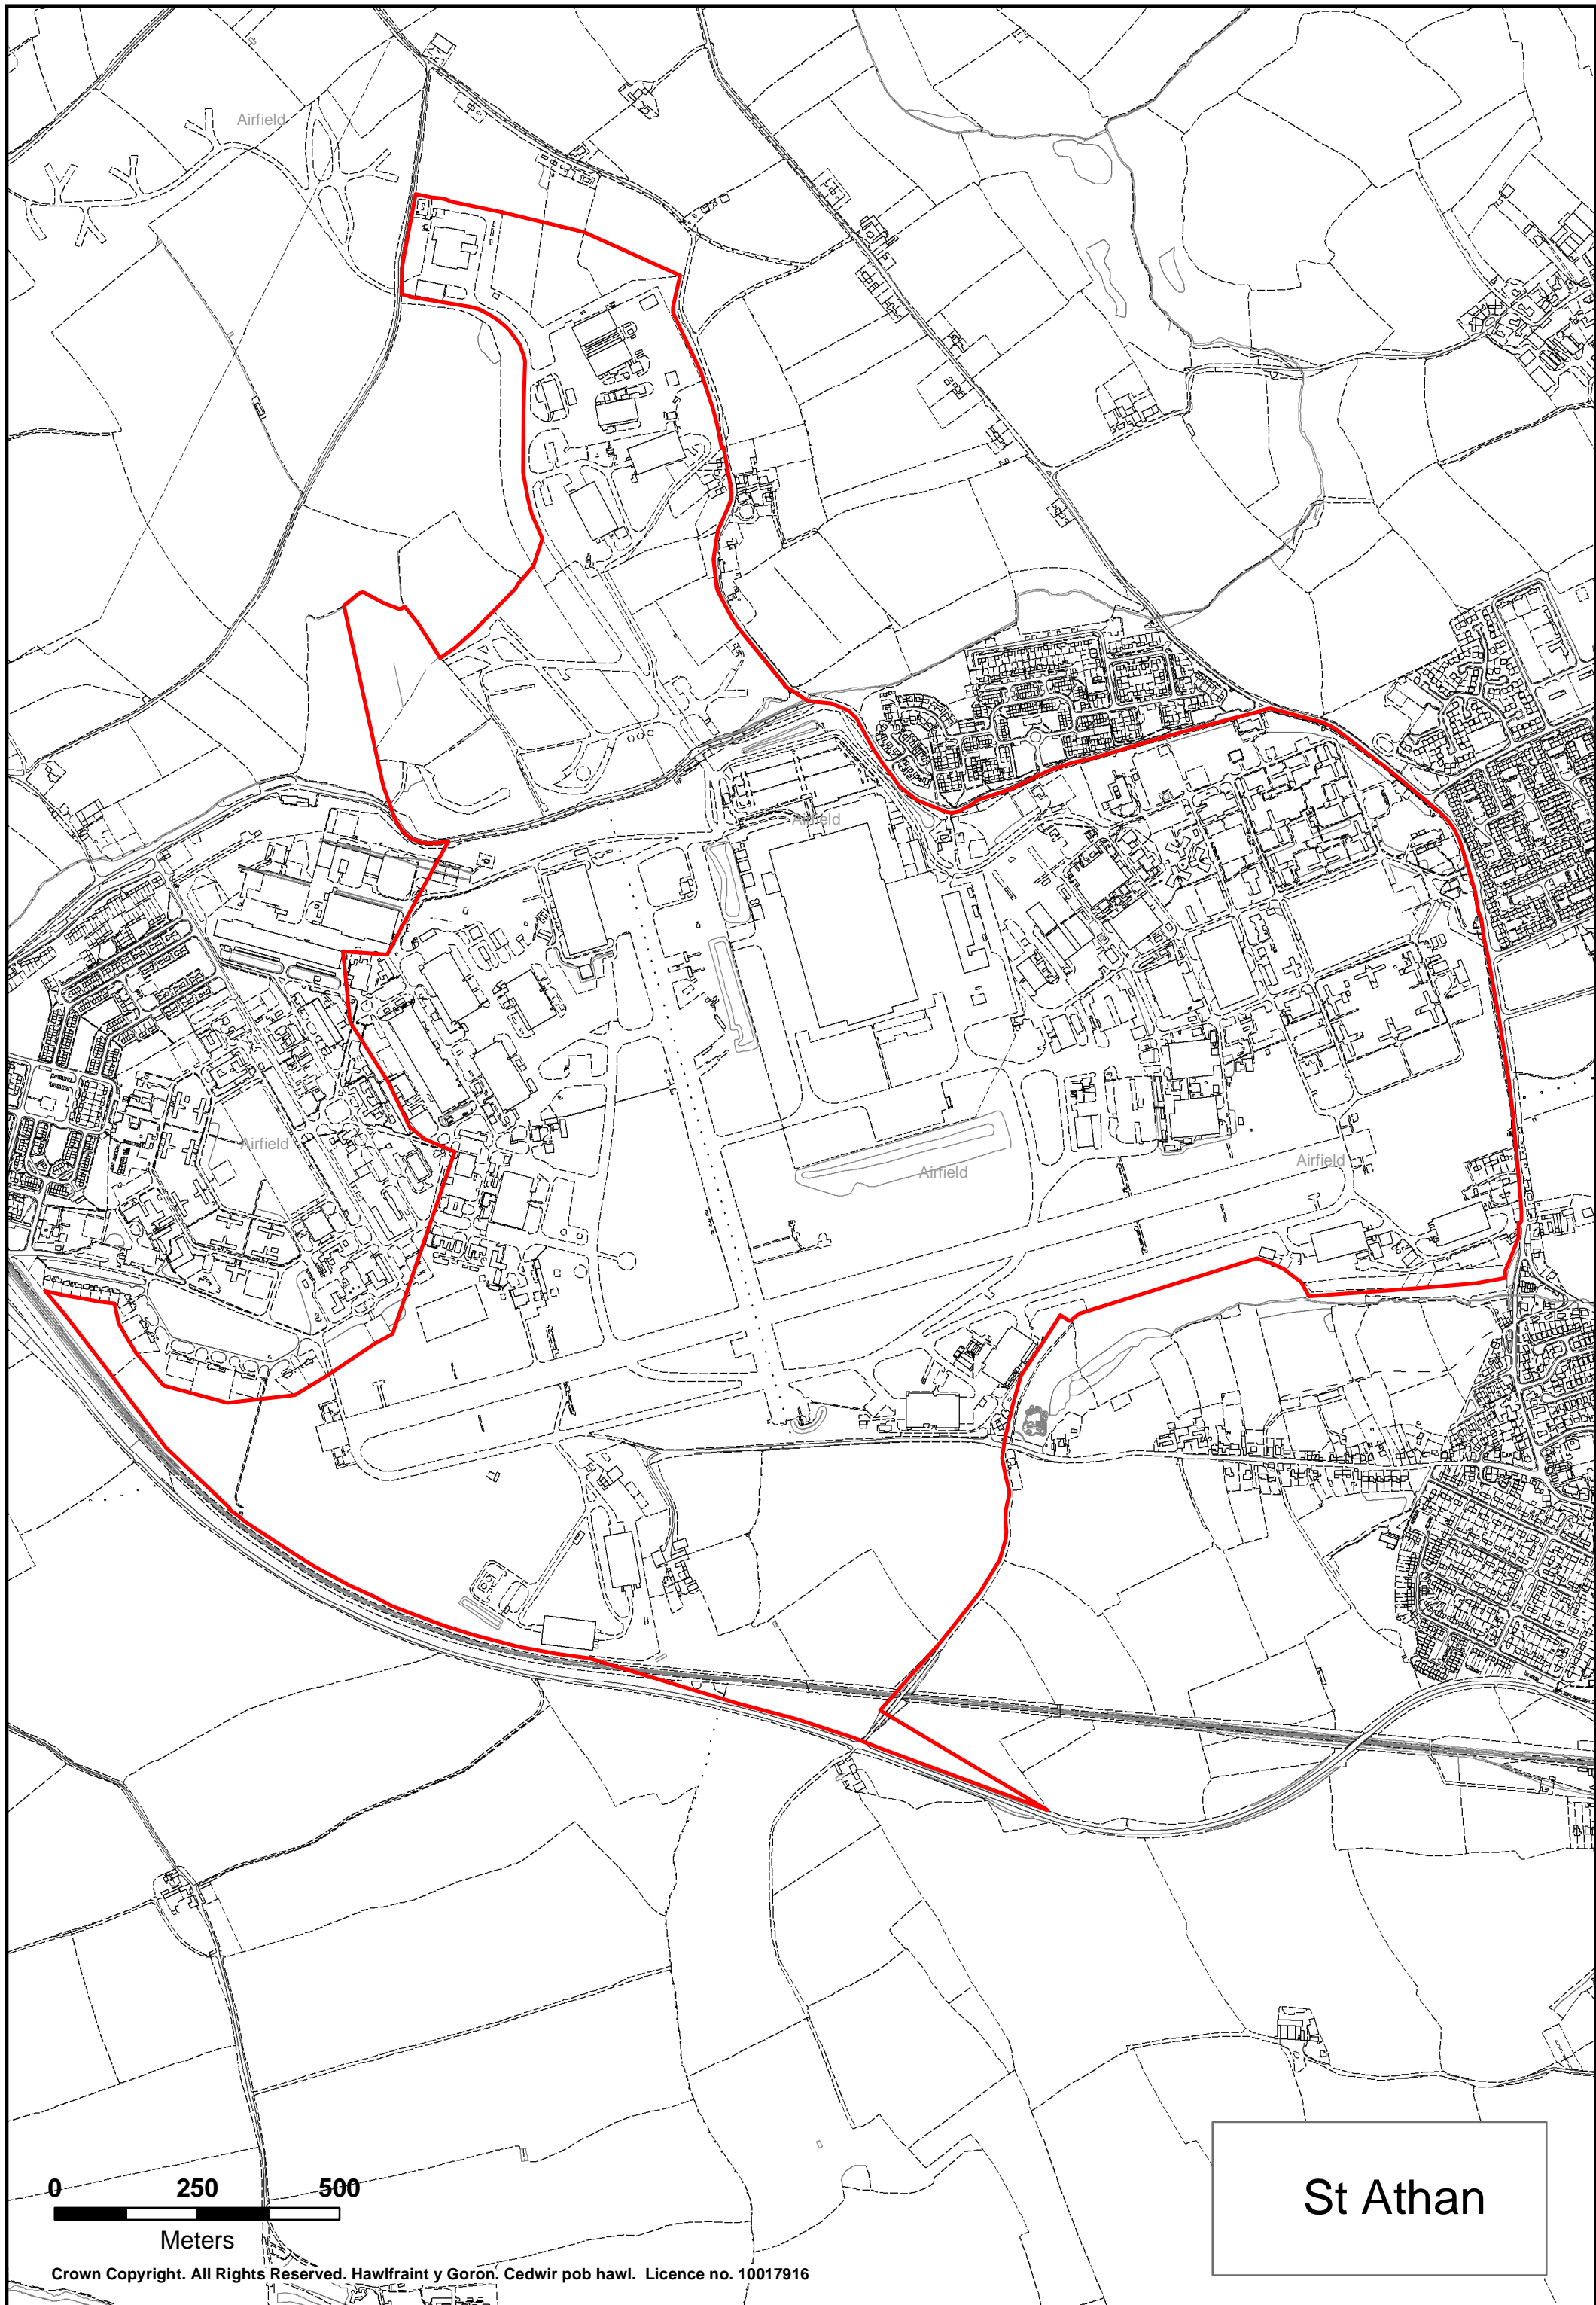 Airfield
Airfield
Airfield
Airfield
Airfield
St Athan
0 250 500
Meters
Crown Copyright. All Rights Reserved. Hawlfraint y Goron. Cedwir pob hawl. Licence no. 10017916